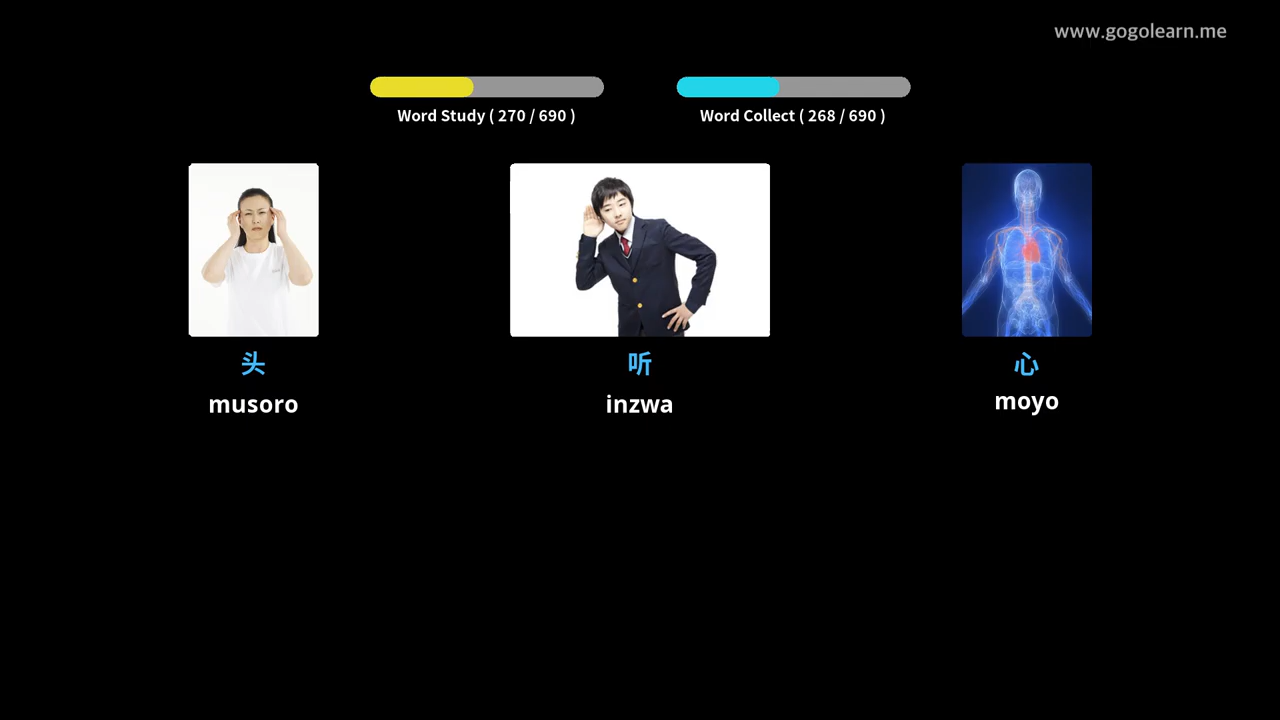 www.gogolearn.me
Word Study ( 270 / 690 )
Word Collect ( 268 / 690 )
头
听
心
musoro
inzwa
moyo